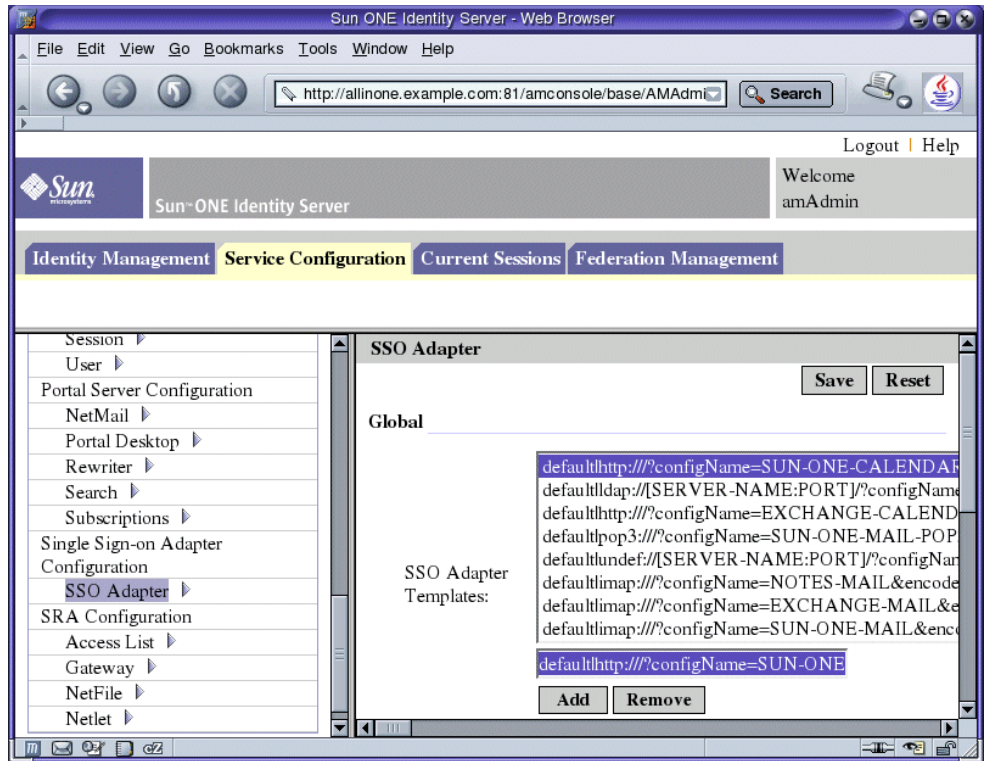 Sun ONE Identity Server - Web Browser
File Edit View Go Bookmarks Tools Window Help
http://allinone.example.com:81/amconsole/base/AMAdmi
Search
Logout | Help
Sun
microsystems
Sun™ ONE Identity Server
Welcome
amAdmin
Identity Management Service Configuration Current Sessions Federation Management
Session
User
Portal Server Configuration
NetMail
Portal Desktop
Rewriter
Search
Subscriptions
Single Sign-on Adapter
Configuration
SSO Adapter
SRA Configuration
Access List
Gateway
NetFile
Netlet
SSO Adapter
Save Reset
Global
SSO Adapter
Templates:
default|http:///?configName=SUN-ONE-CALENDAR
default|ldap://[SERVER-NAME:PORT]/?configName
default|http:///?configName=EXCHANGE-CALEND
default|pop3:///?configName=SUN-ONE-MAIL-POP
default|undef://[SERVER-NAME:PORT]/?configNam
default|imap:///?configName=NOTES-MAIL&encode
default|imap:///?configName=EXCHANGE-MAIL&e
default|imap:///?configName=SUN-ONE-MAIL&enco
default|http:///?configName=SUN-ONE
Add Remove